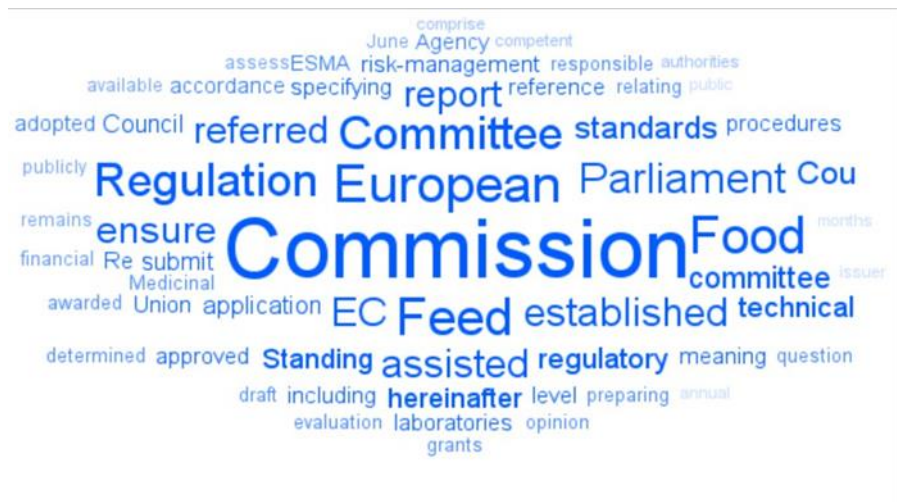 comprise
June Agency competent
assess ESMA risk-management responsible authorities
available accordance specifying report reference relating public
adopted Council referred Committee standards procedures
publicly Regulation European Parliament Cou
remains ensure Commission Food months
financial Re submit committee issuer
Medicinal
awarded Union application EC Feed established technical
determined approved Standing assisted regulatory meaning question
draft including hereinafter level preparing annual
evaluation laboratories opinion
grants